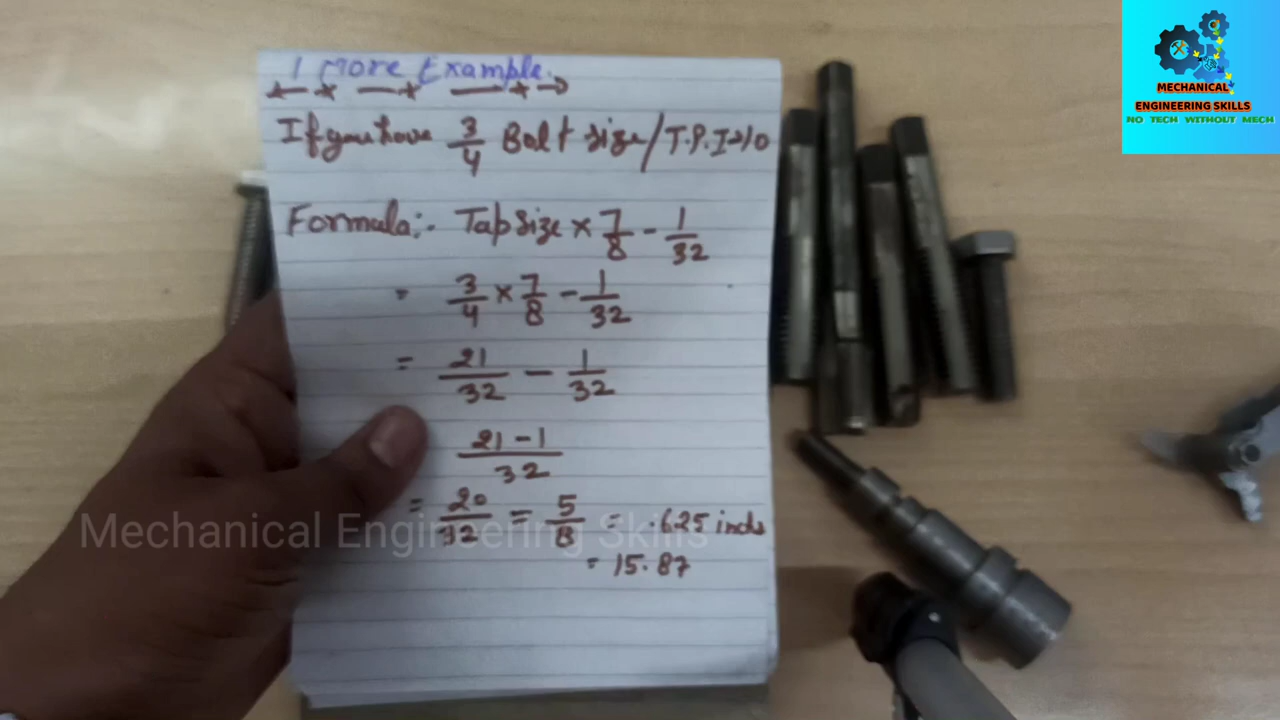 1 More Example.
If you have 3/4 Bolt size/T.P.I→10
Formula:- Tap size × 7/8 - 1/32
= 3/4 × 7/8 - 1/32
= 21/32 - 1/32
21-1/32
= 20/32 = 5/8 = .625 inch
= 15.87
Mechanical Engineering Skills
MECHANICAL
ENGINEERING SKILLS
NO TECH WITHOUT MECH